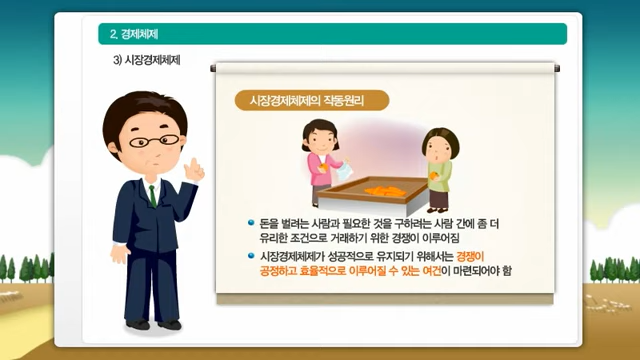 2. 경제체제
3) 시장경제체제
시장경제체제의 작동원리
돈을 벌려는 사람과 필요한 것을 구하려는 사람 간에 좀 더
유리한 조건으로 거래하기 위한 경쟁이 이루어짐
시장경제체제가 성공적으로 유지되기 위해서는 경쟁이
공정하고 효율적으로 이루어질 수 있는 여건이 마련되어야 함